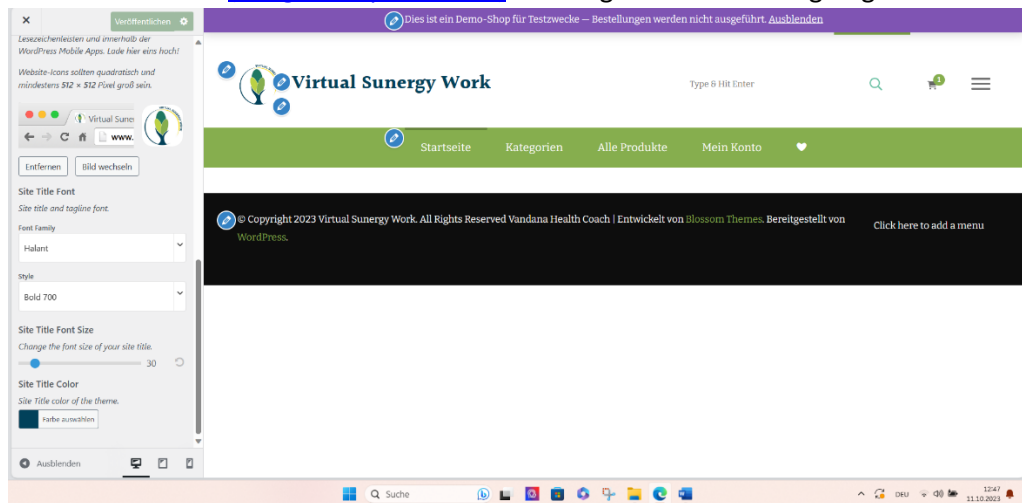 Veröffentlichen
Lesezeichenleisten und innerhalb der
WordPress Mobile Apps. Lade hier eins hoch!
Website-Icons sollten quadratisch und
mindestens 512 × 512 Pixel groß sein.
Virtual Sune
www.
Entfernen
Bild wechseln
Site Title Font
Site title and tagline font.
Font Family
Halant
Style
Bold 700
Site Title Font Size
Change the font size of your site title.
30
Site Title Color
Site Title color of the theme.
Farbe auswählen
Ausblenden
Dies ist ein Demo-Shop für Testzwecke — Bestellungen werden nicht ausgeführt. Ausblenden
Virtual Sunergy Work
Type & Hit Enter
1
Startseite Kategorien Alle Produkte Mein Konto
© Copyright 2023 Virtual Sunergy Work. All Rights Reserved Vandana Health Coach | Entwickelt von Blossom Themes. Bereitgestellt von
WordPress.
Click here to add a menu
Suche
DEU
12:47
11.10.2023